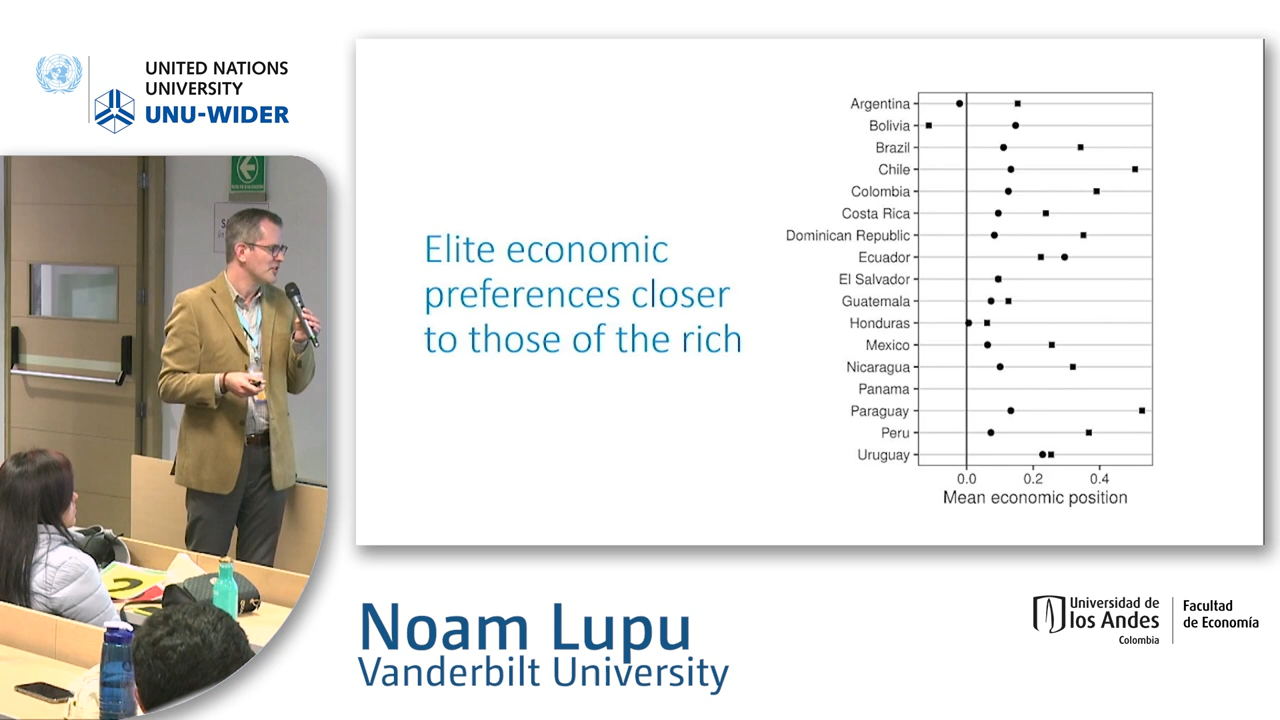 UNITED NATIONS
UNIVERSITY
UNU-WIDER
Elite economic
preferences closer
to those of the rich
Argentina
Bolivia
Brazil
Chile
Colombia
Costa Rica
Dominican Republic
Ecuador
El Salvador
Guatemala
Honduras
Mexico
Nicaragua
Panama
Paraguay
Peru
Uruguay
0.0 0.2 0.4
Mean economic position
Noam Lupu
Vanderbilt University
Universidad de
los Andes
Colombia
Facultad
de Economía